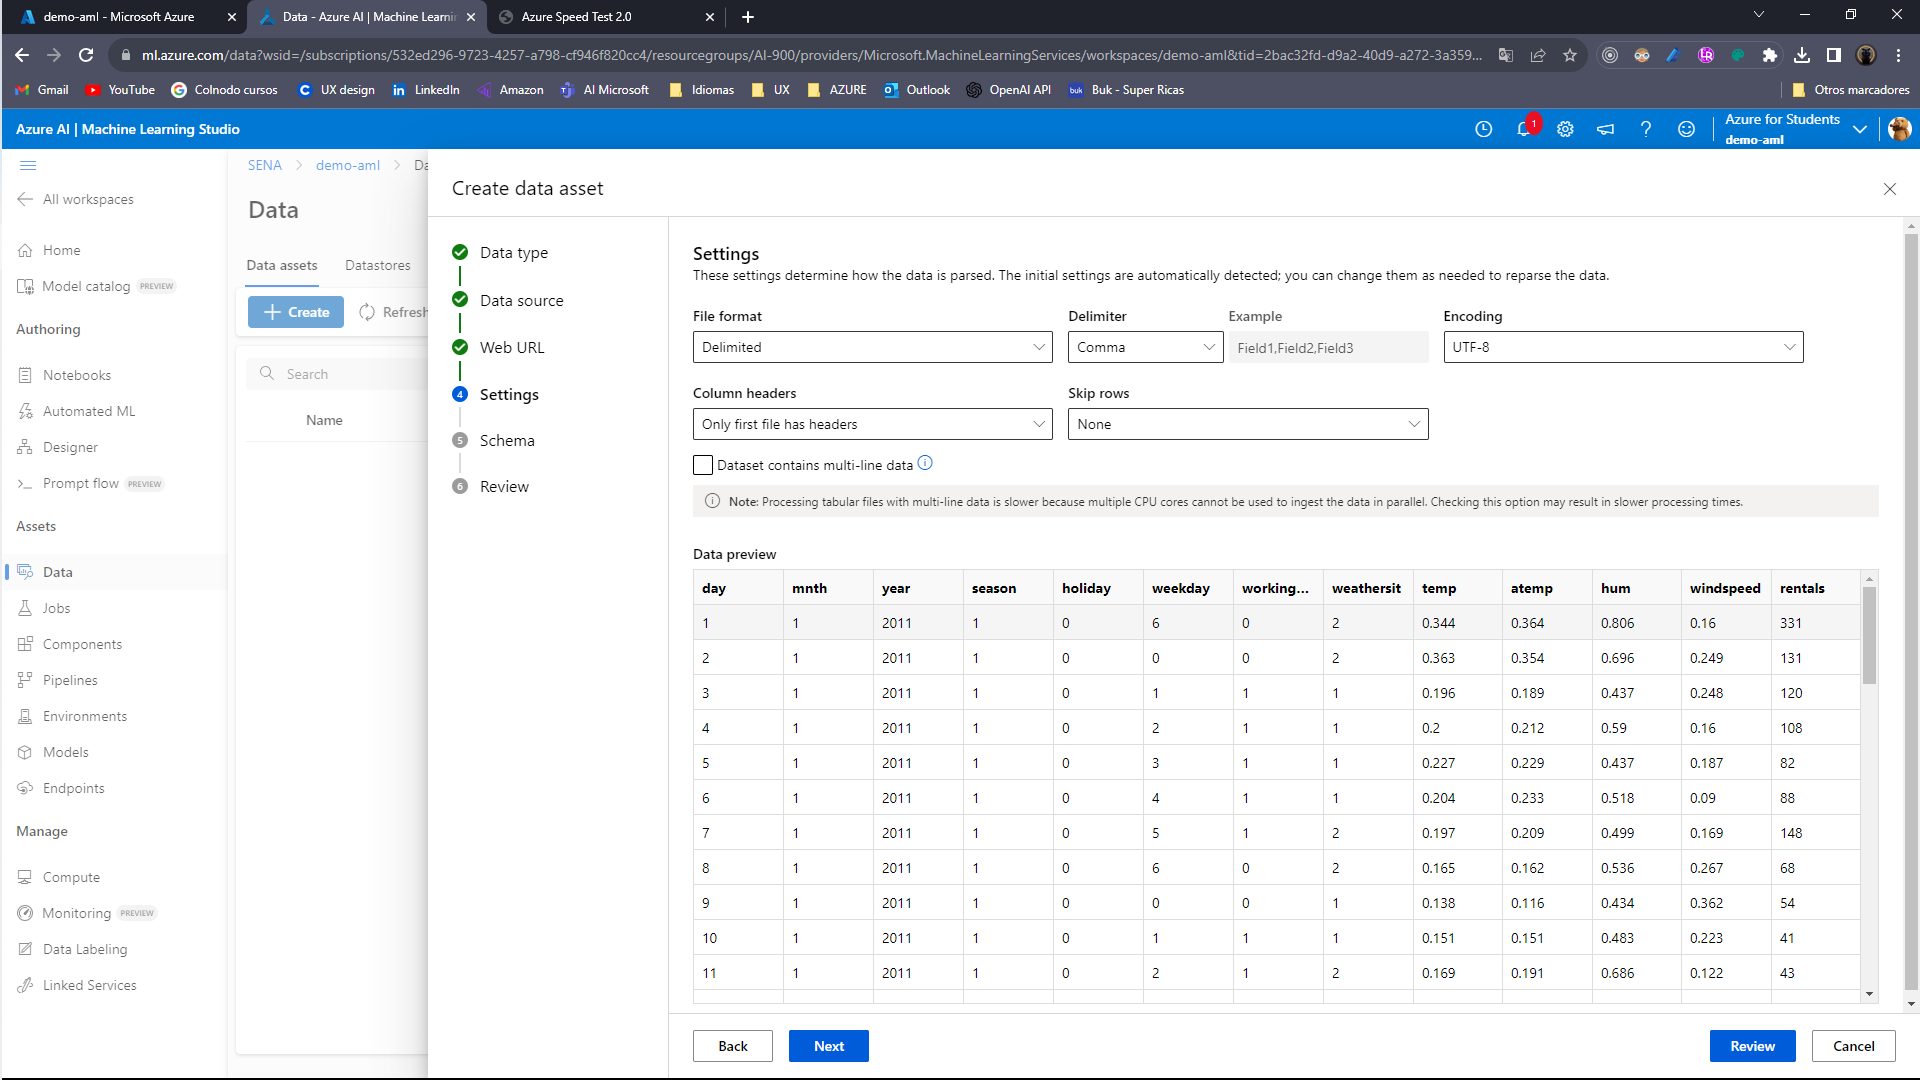 demo-aml - Microsoft Azure
Data - Azure AI | Machine Learnin
Azure Speed Test 2.0
ml.azure.com/data?wsid=/subscriptions/532ed296-9723-4257-a798-cf946f820cc4/resourcegroups/AI-900/providers/Microsoft.MachineLearningServices/workspaces/demo-aml&tid=2bac32fd-d9a2-40d9-a272-3a359...
Gmail YouTube Colnodo cursos UX design LinkedIn Amazon AI Microsoft Idiomas UX AZURE Outlook OpenAI API Buk - Super Ricas Otros marcadores
Azure AI | Machine Learning Studio
1
Azure for Students
demo-aml
SENA demo-aml Da
All workspaces
Data
Home
Data assets Datastores
Model catalog PREVIEW
Create Refresh
Authoring
Search
Notebooks
Automated ML
Name
Designer
Prompt flow PREVIEW
Assets
Data
Jobs
Components
Pipelines
Environments
Models
Endpoints
Manage
Compute
Monitoring PREVIEW
Data Labeling
Linked Services
Create data asset
Data type
Data source
Web URL
4 Settings
5 Schema
6 Review
Settings
These settings determine how the data is parsed. The initial settings are automatically detected; you can change them as needed to reparse the data.
File format Delimiter Example Encoding
Delimited Comma Field1,Field2,Field3 UTF-8
Column headers Skip rows
Only first file has headers None
Dataset contains multi-line data
Note: Processing tabular files with multi-line data is slower because multiple CPU cores cannot be used to ingest the data in parallel. Checking this option may result in slower processing times.
Data preview
day mnth year season holiday weekday working... weathersit temp atemp hum windspeed rentals
1 1 2011 1 0 6 0 2 0.344 0.364 0.806 0.16 331
2 1 2011 1 0 0 0 2 0.363 0.354 0.696 0.249 131
3 1 2011 1 0 1 1 1 0.196 0.189 0.437 0.248 120
4 1 2011 1 0 2 1 1 0.2 0.212 0.59 0.16 108
5 1 2011 1 0 3 1 1 0.227 0.229 0.437 0.187 82
6 1 2011 1 0 4 1 1 0.204 0.233 0.518 0.09 88
7 1 2011 1 0 5 1 2 0.197 0.209 0.499 0.169 148
8 1 2011 1 0 6 0 2 0.165 0.162 0.536 0.267 68
9 1 2011 1 0 0 0 1 0.138 0.116 0.434 0.362 54
10 1 2011 1 0 1 1 1 0.151 0.151 0.483 0.223 41
11 1 2011 1 0 2 1 2 0.169 0.191 0.686 0.122 43
Back Next Review Cancel